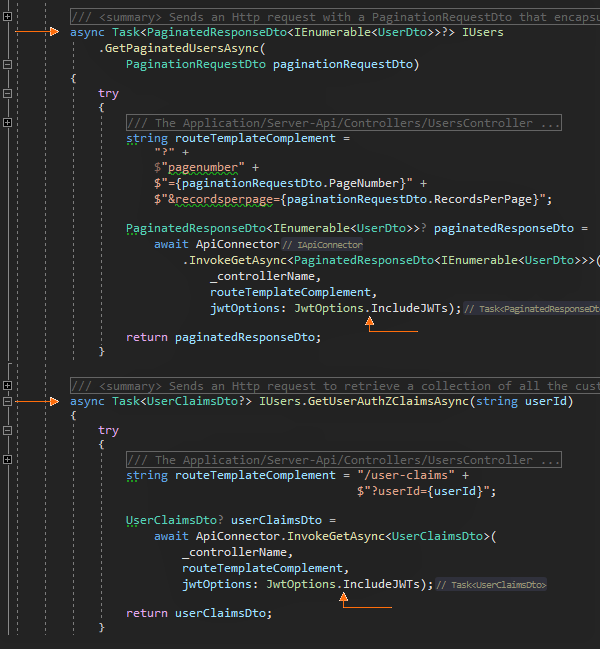 /// <summary> Sends an Http request with a PaginationRequestDto that encapsu
async Task<PaginatedResponseDto<IEnumerable<UserDto>>?> IUsers
.GetPaginatedUsersAsync(
PaginationRequestDto paginationRequestDto)
{
try
{
/// The Application/Server-Api/Controllers/UsersController ...
string routeTemplateComplement =
"?" +
$"pagenumber" +
$"={paginationRequestDto.PageNumber}" +
$"&recordsperpage={paginationRequestDto.RecordsPerPage}";
PaginatedResponseDto<IEnumerable<UserDto>>? paginatedResponseDto =
await ApiConnector // IApiConnector
.InvokeGetAsync<PaginatedResponseDto<IEnumerable<UserDto>>>(
_controllerName,
routeTemplateComplement,
jwtOptions: JwtOptions.IncludeJWTs); // Task<PaginatedResponseDto
return paginatedResponseDto;
}
/// <summary> Sends an Http request to retrieve a collection of all the cust
async Task<UserClaimsDto?> IUsers.GetUserAuthZClaimsAsync(string userId)
{
try
{
/// The Application/Server-Api/Controllers/UsersController ...
string routeTemplateComplement = "/user-claims" +
$"?userId={userId}";
UserClaimsDto? userClaimsDto =
await ApiConnector.InvokeGetAsync<UserClaimsDto>(
_controllerName,
routeTemplateComplement,
jwtOptions: JwtOptions.IncludeJWTs); // Task<UserClaimsDto>
return userClaimsDto;
}